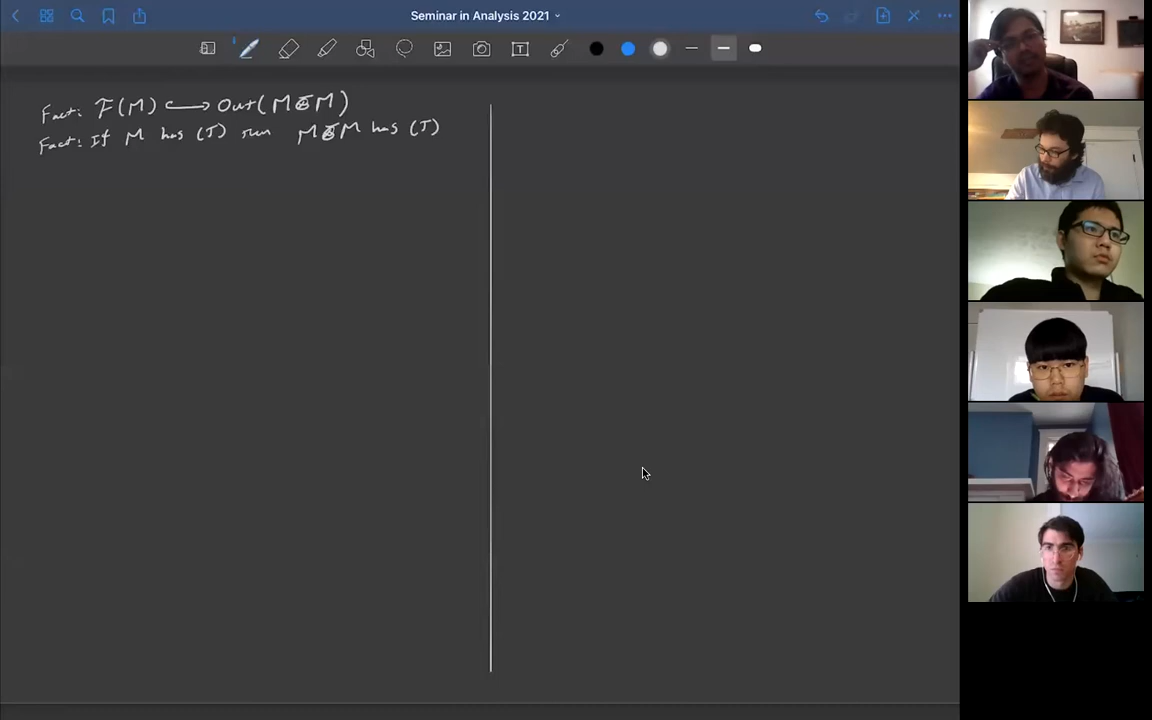 Seminar in Analysis 2021
Fact: F(M) ↪ Out(M ⊗̄ M)
Fact: If M has (T) then M ⊗̄ M has (T)